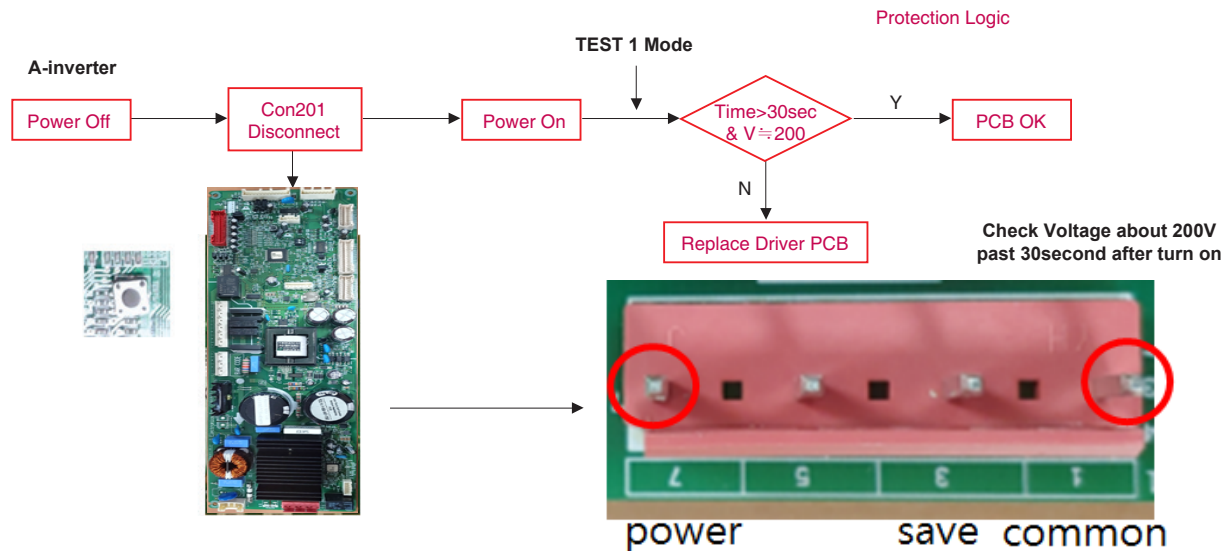 Protection Logic
TEST 1 Mode
A-inverter
Power Off
Con201
Disconnect
Power On
Time>30sec
& V≒200
Y
PCB OK
N
Replace Driver PCB
Check Voltage about 200V
past 30second after turn on
7
5
3
1
power
save
common